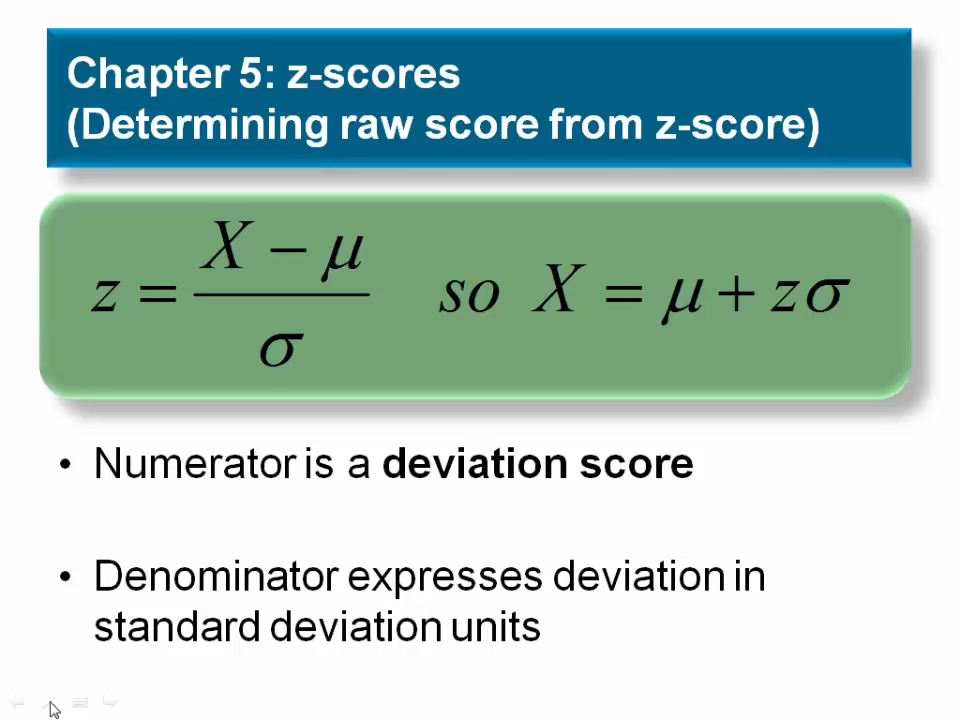 Chapter 5: z-scores
(Determining raw score from z-score)
z = (X − μ) / σ so X = μ + zσ
• Numerator is a deviation score
• Denominator expresses deviation in
standard deviation units